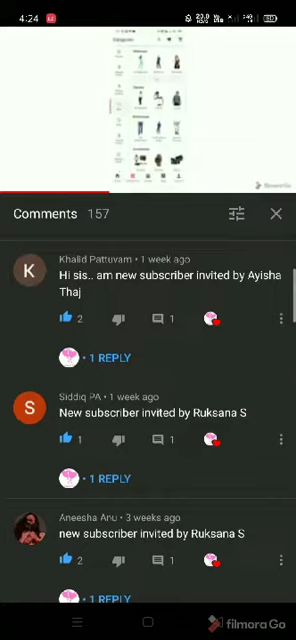 4:24
filmoraGo
Comments 157
K
Khalid Pattuvam • 1 week ago
Hi sis.. am new subscriber invited by Ayisha
Thaj
2
1
• 1 REPLY
S
Siddiq PA • 1 week ago
New subscriber invited by Ruksana S
1
1
• 1 REPLY
Aneesha Anu • 3 weeks ago
new subscriber invited by Ruksana S
2
1
• 1 REPLY
filmoraGo